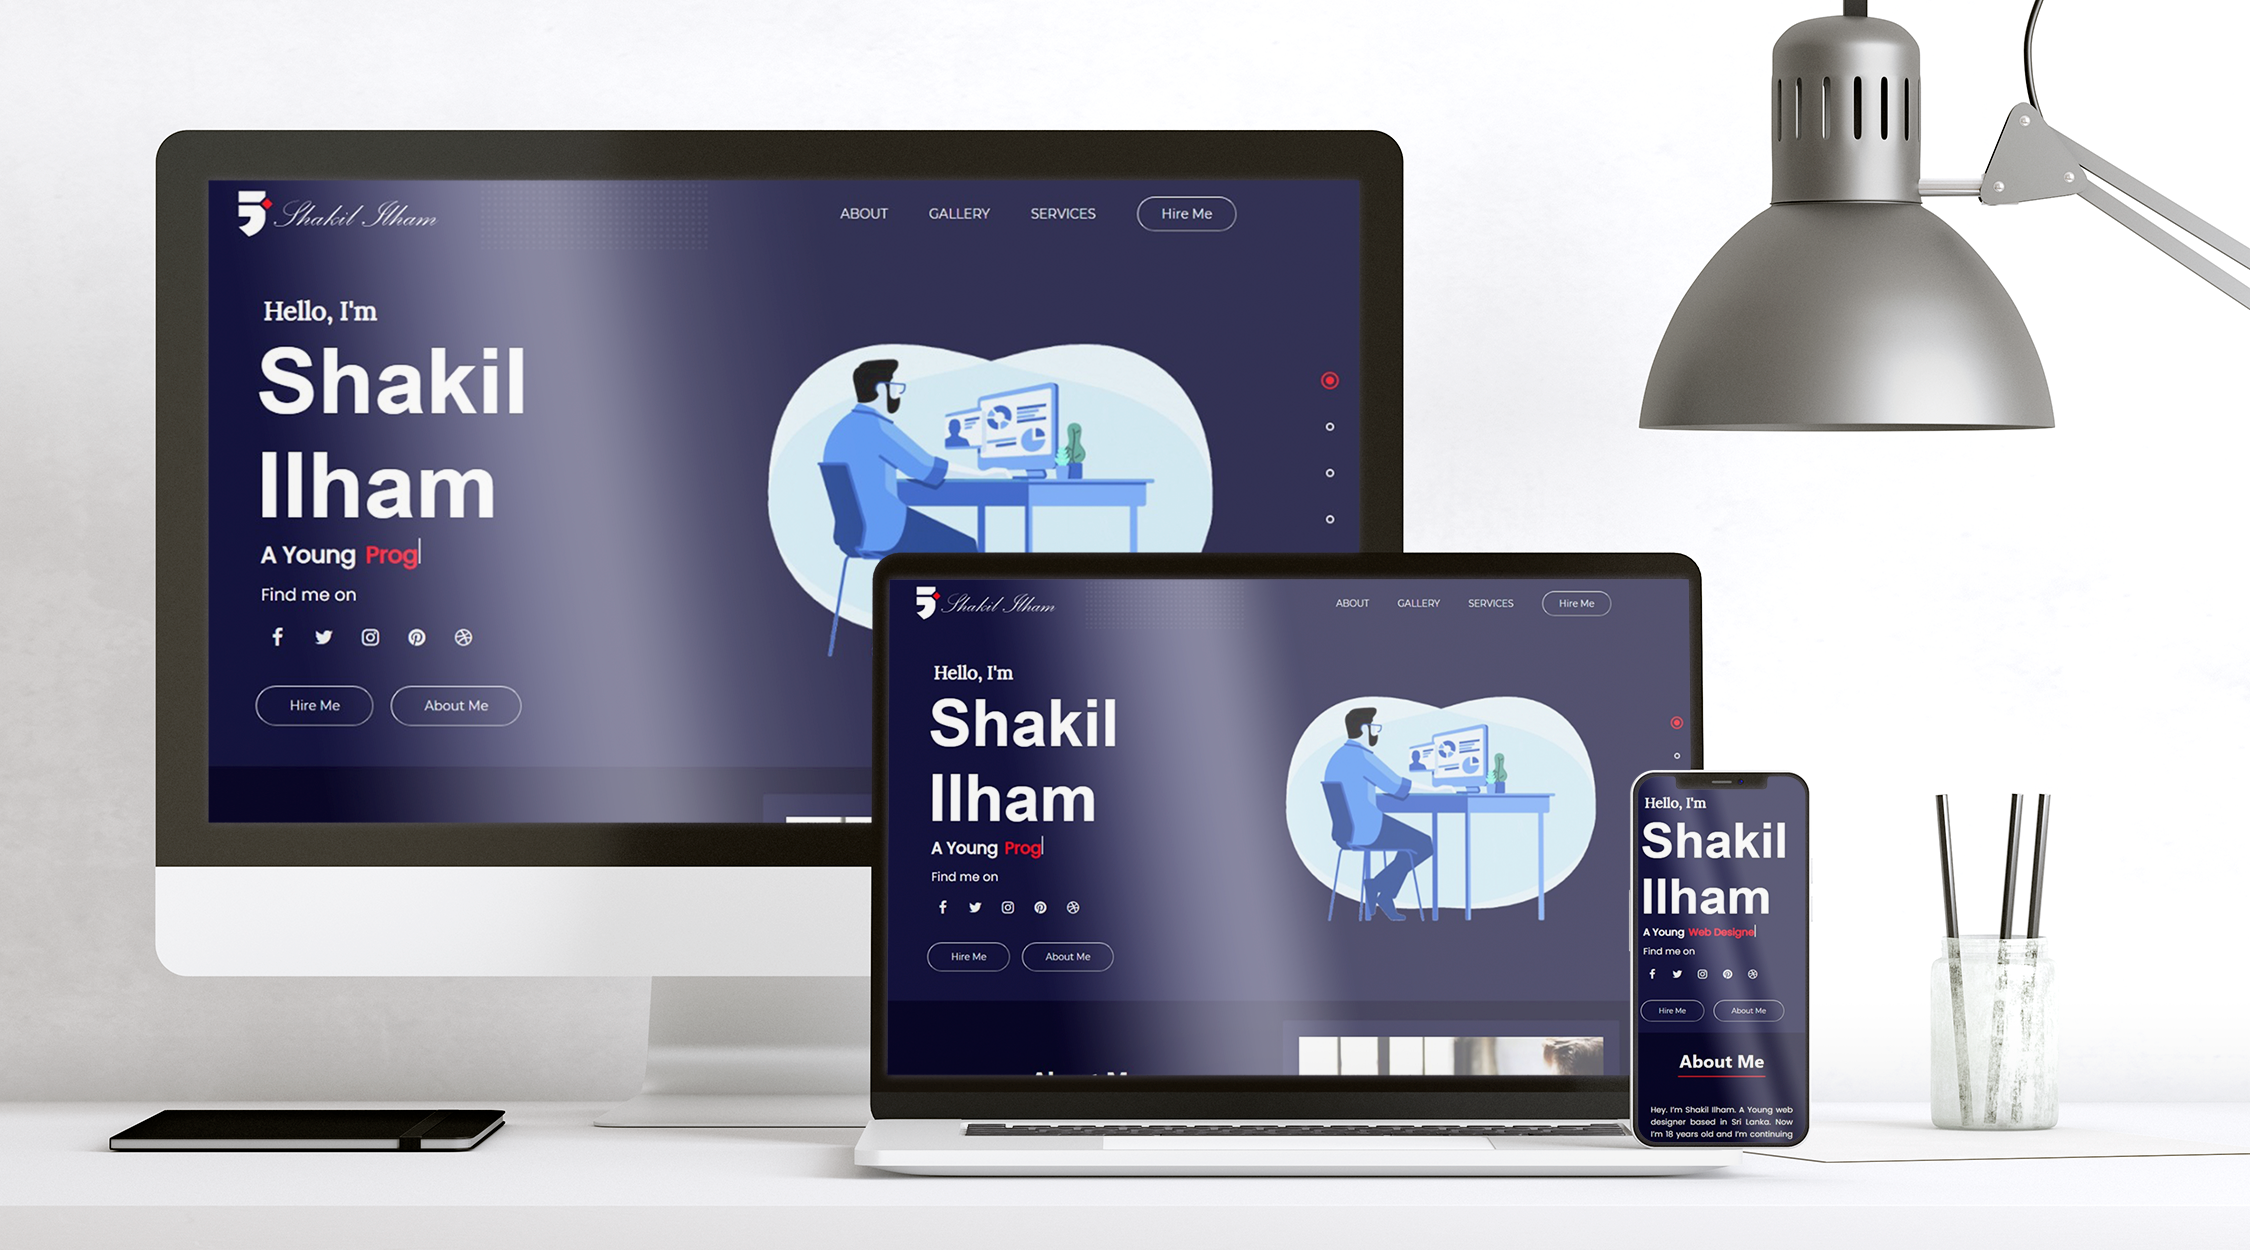 Shakil Ilham
ABOUT GALLERY SERVICES Hire Me
Hello, I'm
Shakil
Ilham
A Young Prog
Find me on
Hire Me About Me
Shakil Ilham
ABOUT GALLERY SERVICES Hire Me
Hello, I'm
Shakil
Ilham
A Young Prog
Find me on
Hire Me About Me
Hello, I'm
Shakil
Ilham
A Young Web Designe
Find me on
Hire Me About Me
About Me
Hey. I'm Shakil Ilham. A Young web
designer based in Sri Lanka. Now
I'm 18 years old and I'm continuing